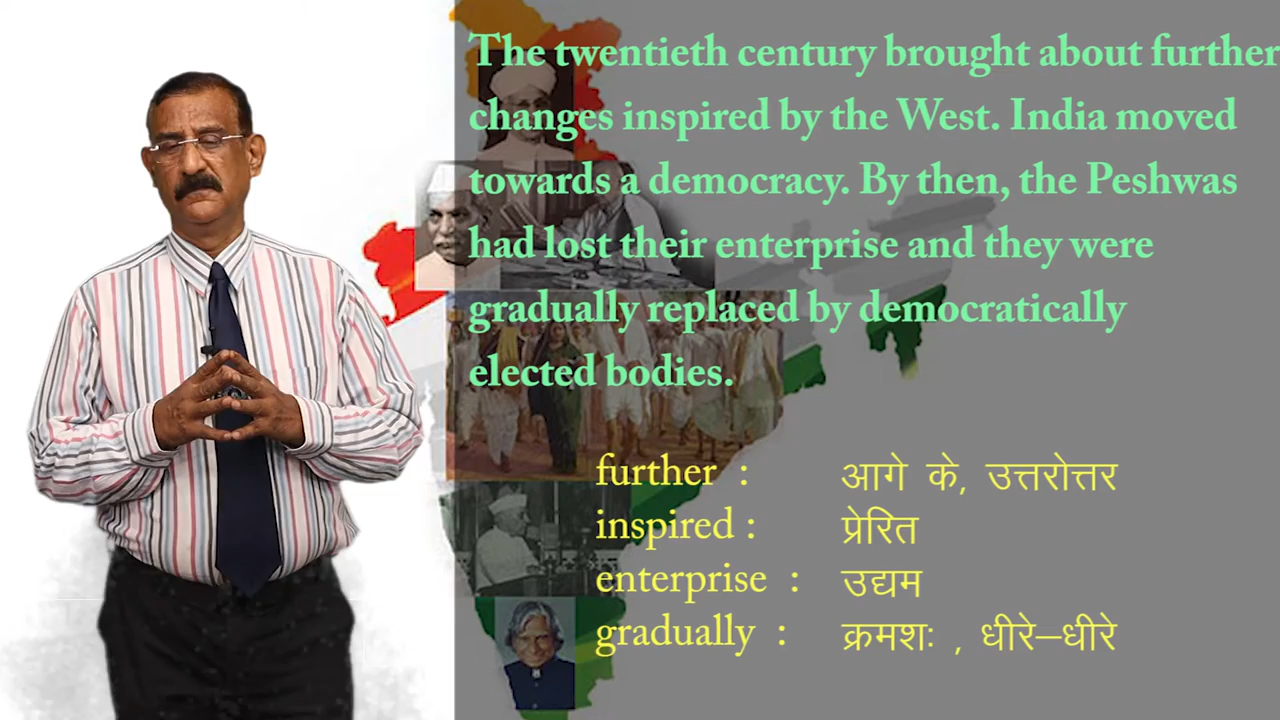 The twentieth century brought about further
changes inspired by the West. India moved
towards a democracy. By then, the Peshwas
had lost their enterprise and they were
gradually replaced by democratically
elected bodies.
further : आगे के, उत्तरोत्तर
inspired : प्रेरित
enterprise : उद्यम
gradually : क्रमशः , धीरे–धीरे